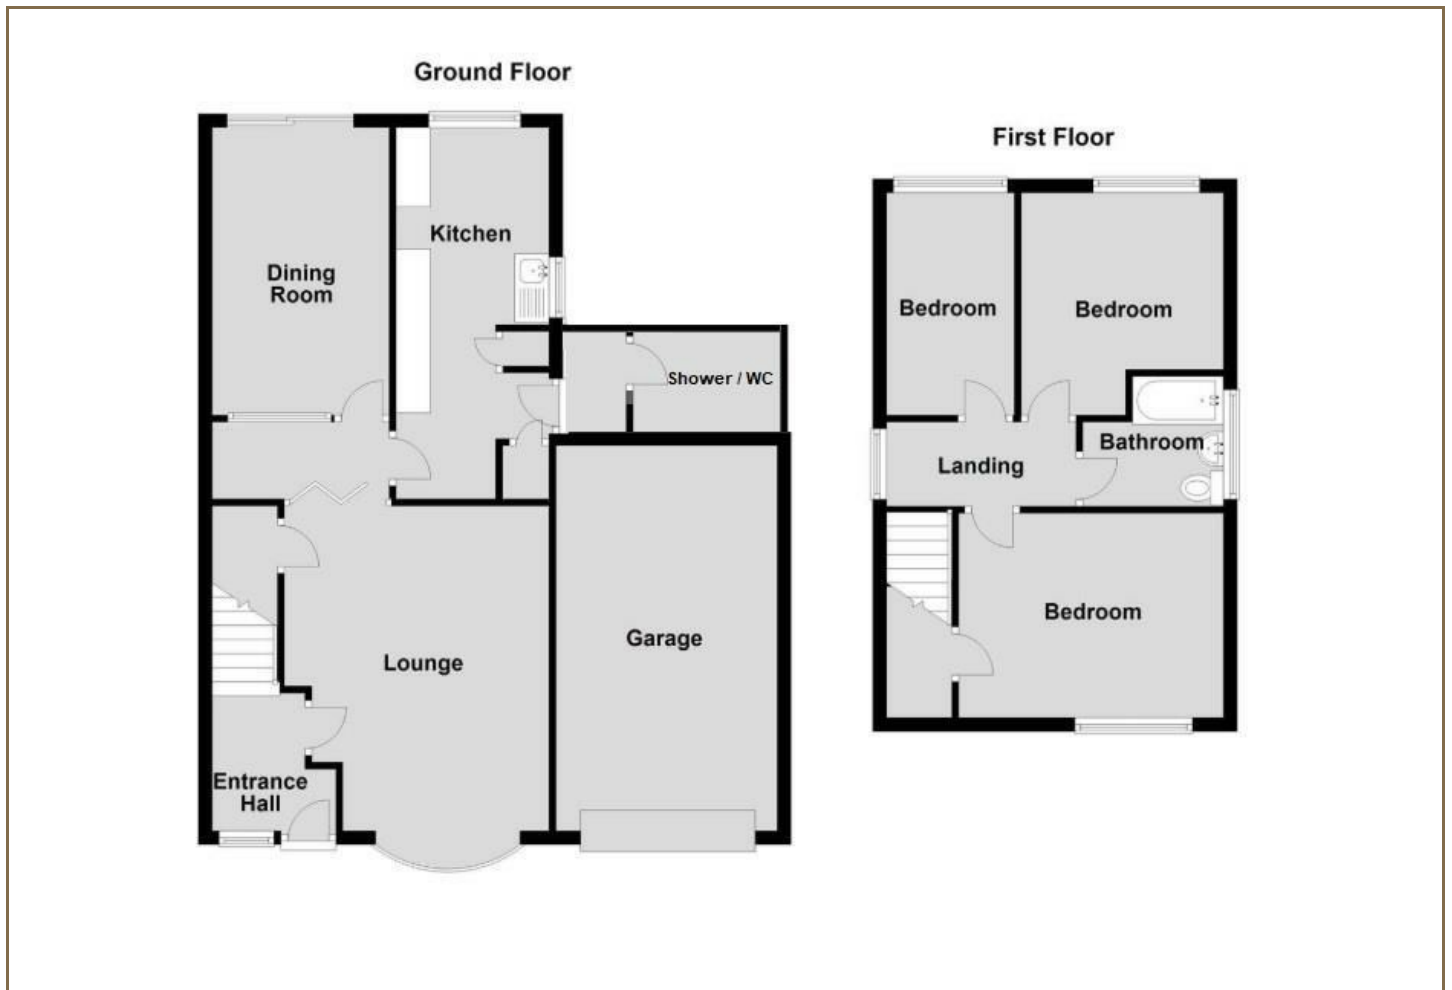 Ground Floor
Kitchen
Dining
Room
Shower / WC
Lounge
Garage
Entrance
Hall
First Floor
Bedroom
Bedroom
Bathroom
Landing
Bedroom